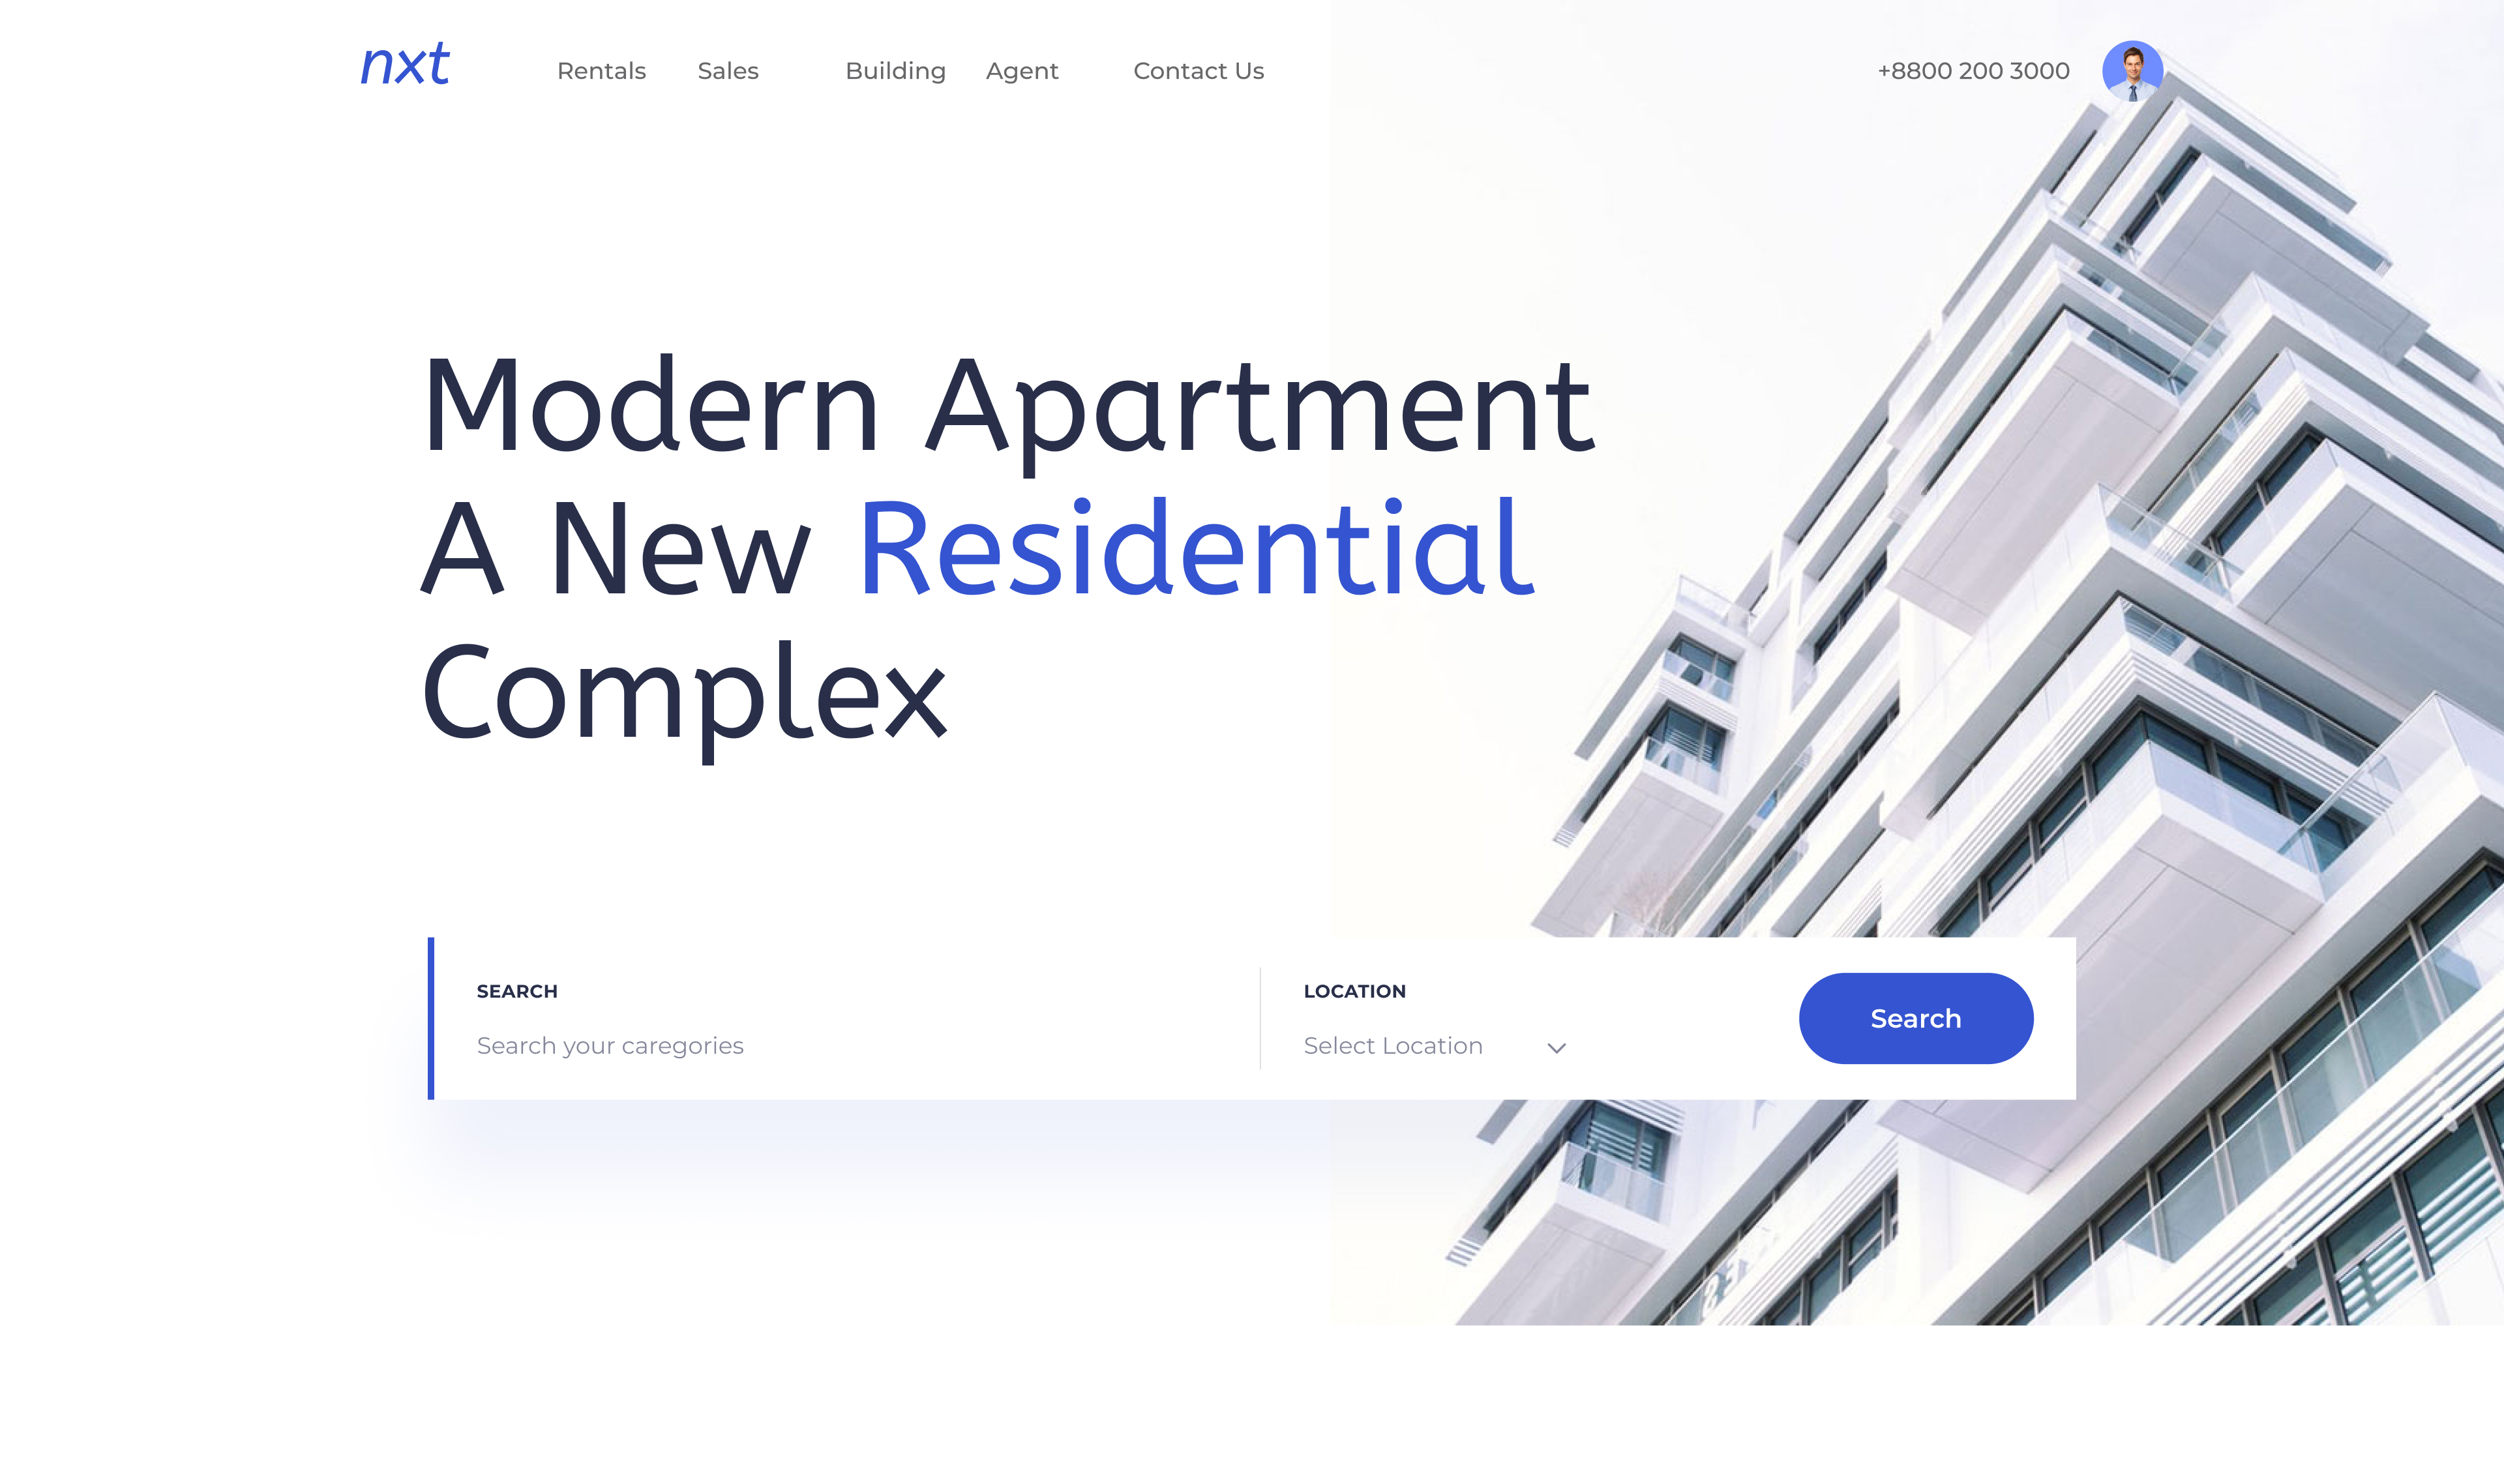 nxt
Rentals Sales Building Agent Contact Us
+8800 200 3000
Modern Apartment
A New Residential
Complex
SEARCH
Search your caregories
LOCATION
Select Location
Search